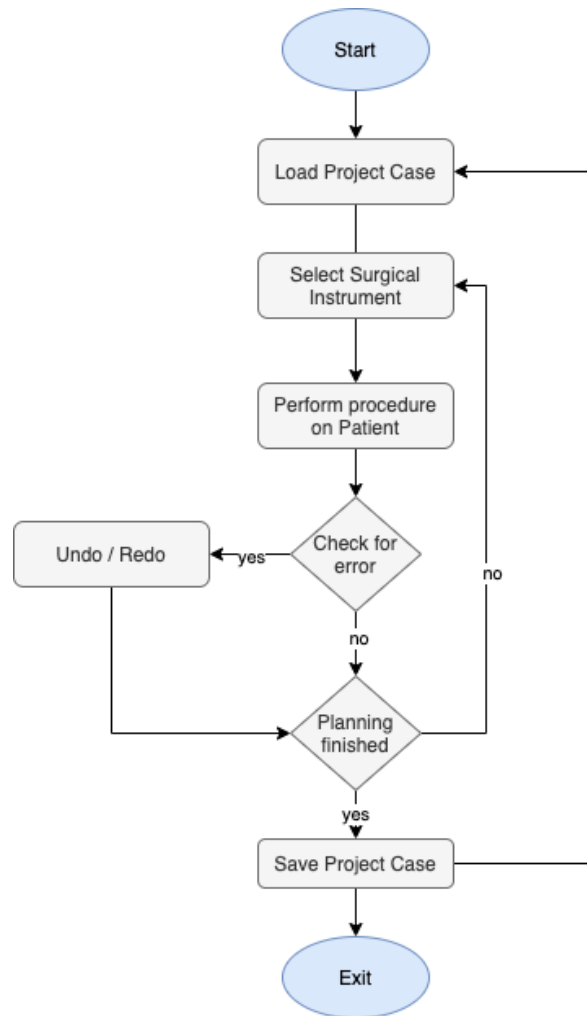 Start
Load Project Case
Select Surgical
Instrument
Perform procedure
on Patient
Check for
error
yes
Undo / Redo
no
no
Planning
finished
yes
Save Project Case
Exit